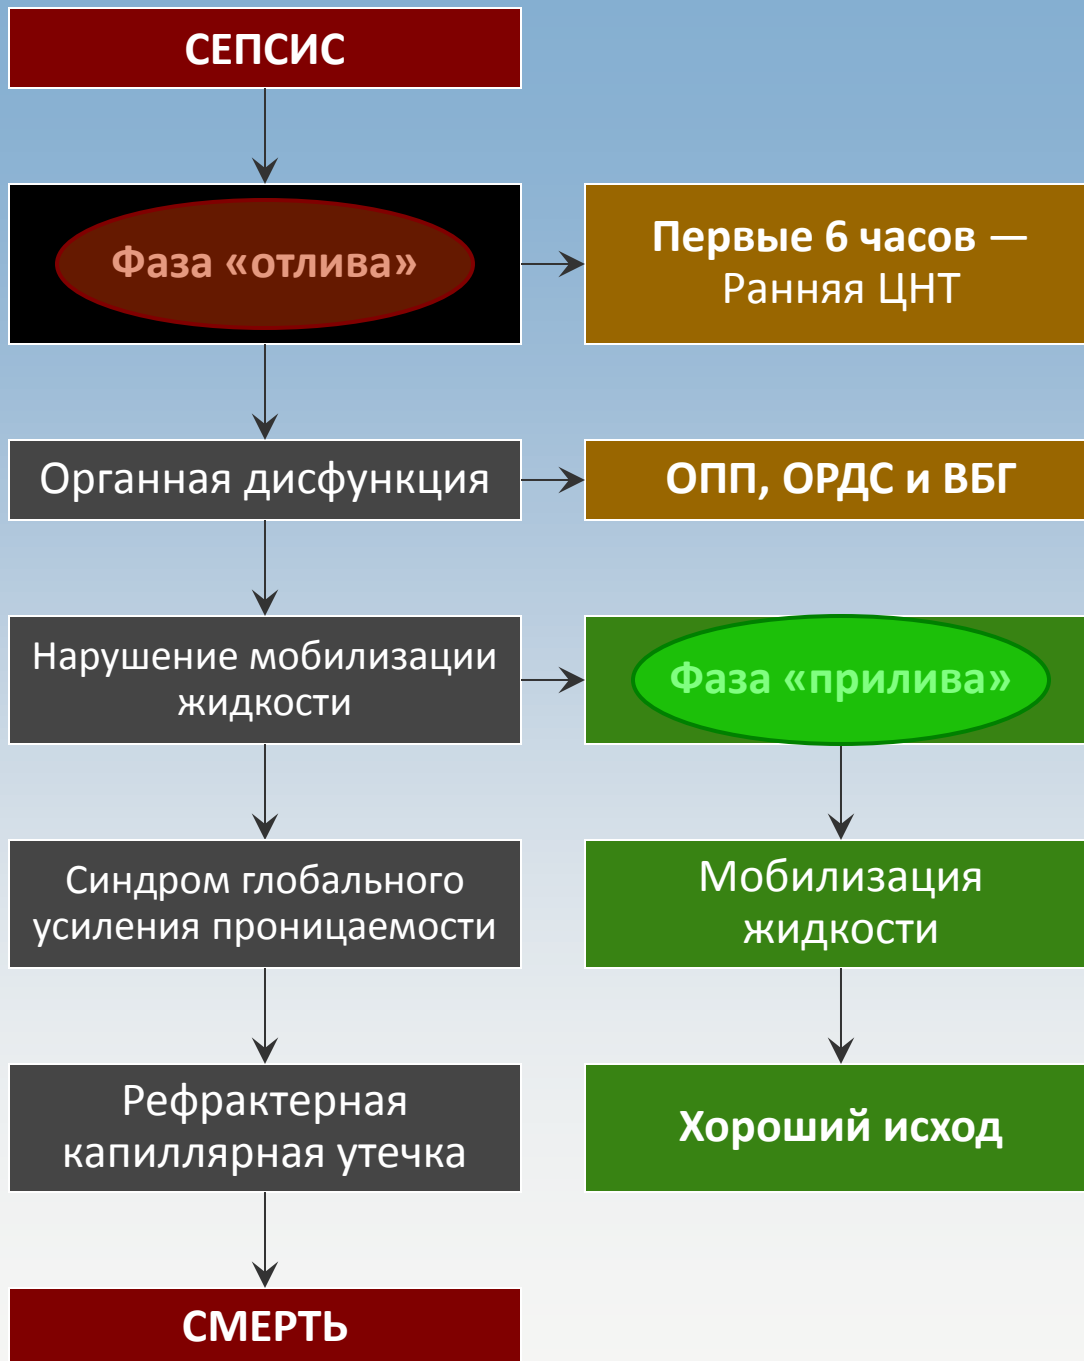 СЕПСИС
Фаза «отлива»
Первые 6 часов —
Ранняя ЦНТ
Органная дисфункция
ОПП, ОРДС и ВБГ
Нарушение мобилизации
жидкости
Фаза «прилива»
Синдром глобального
усиления проницаемости
Мобилизация
жидкости
Рефрактерная
капиллярная утечка
Хороший исход
СМЕРТЬ